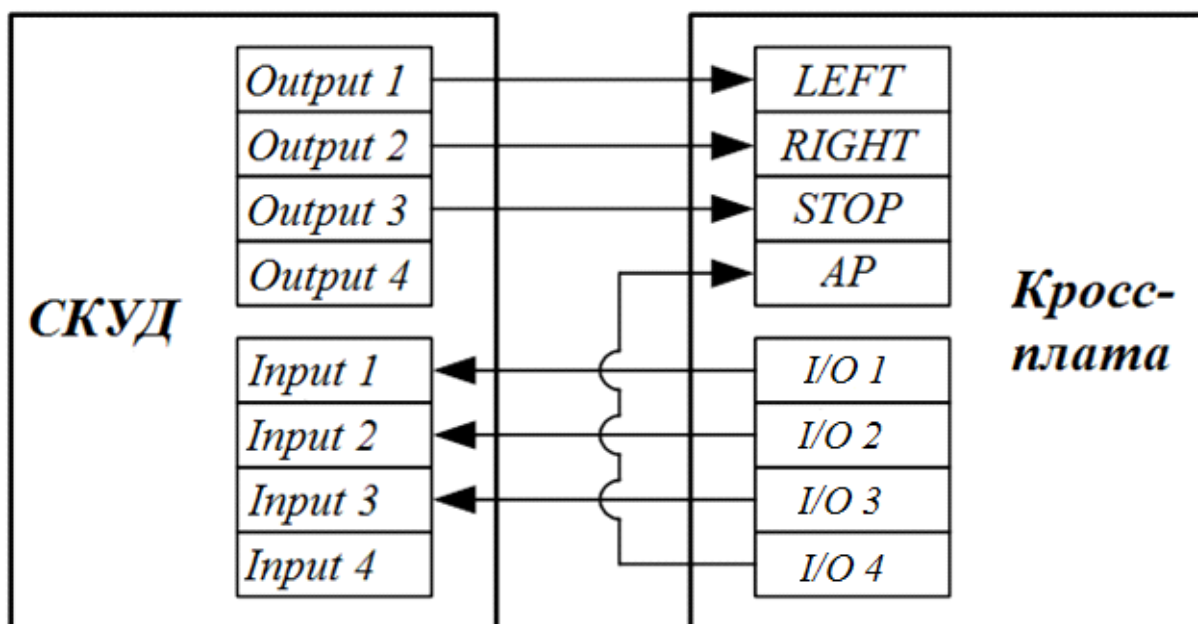 СКУД
Output 1
Output 2
Output 3
Output 4
Input 1
Input 2
Input 3
Input 4
LEFT
RIGHT
STOP
AP
I/O 1
I/O 2
I/O 3
I/O 4
Кросс-
плата